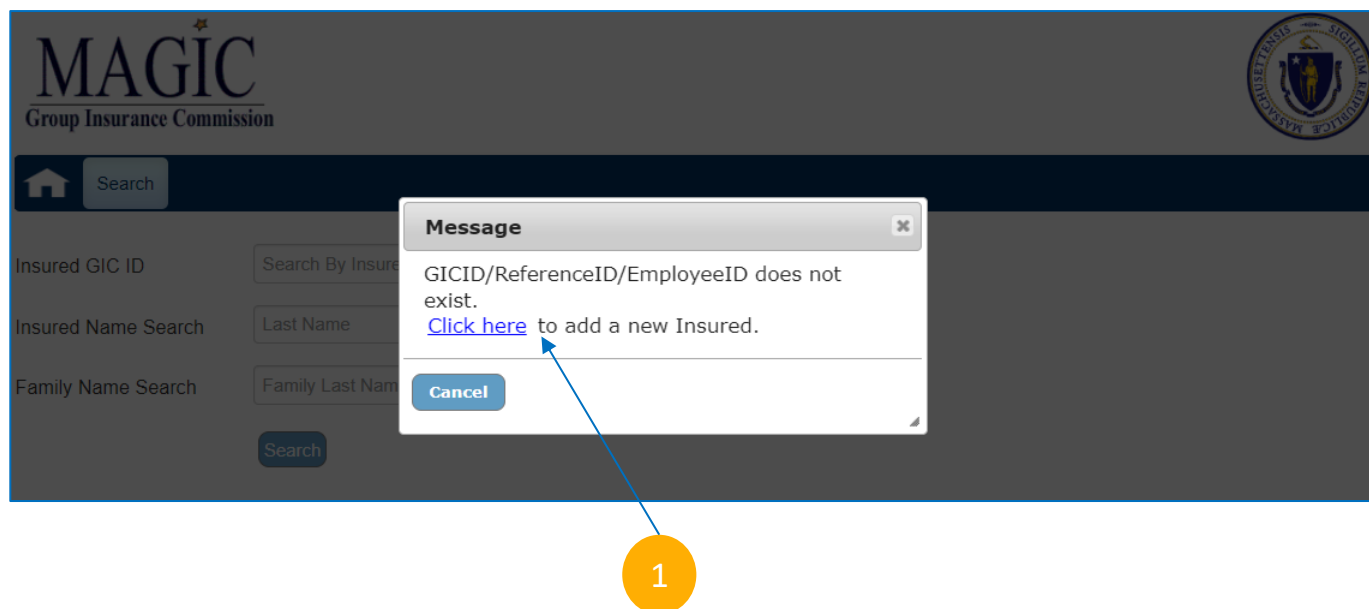 MAGIC
Group Insurance Commission
Search
Message
Insured GIC ID
Search By Insure
GICID/ReferenceID/EmployeeID does not
exist.
Click here to add a new Insured.
Insured Name Search
Last Name
Family Name Search
Family Last Nam
Cancel
Search
1